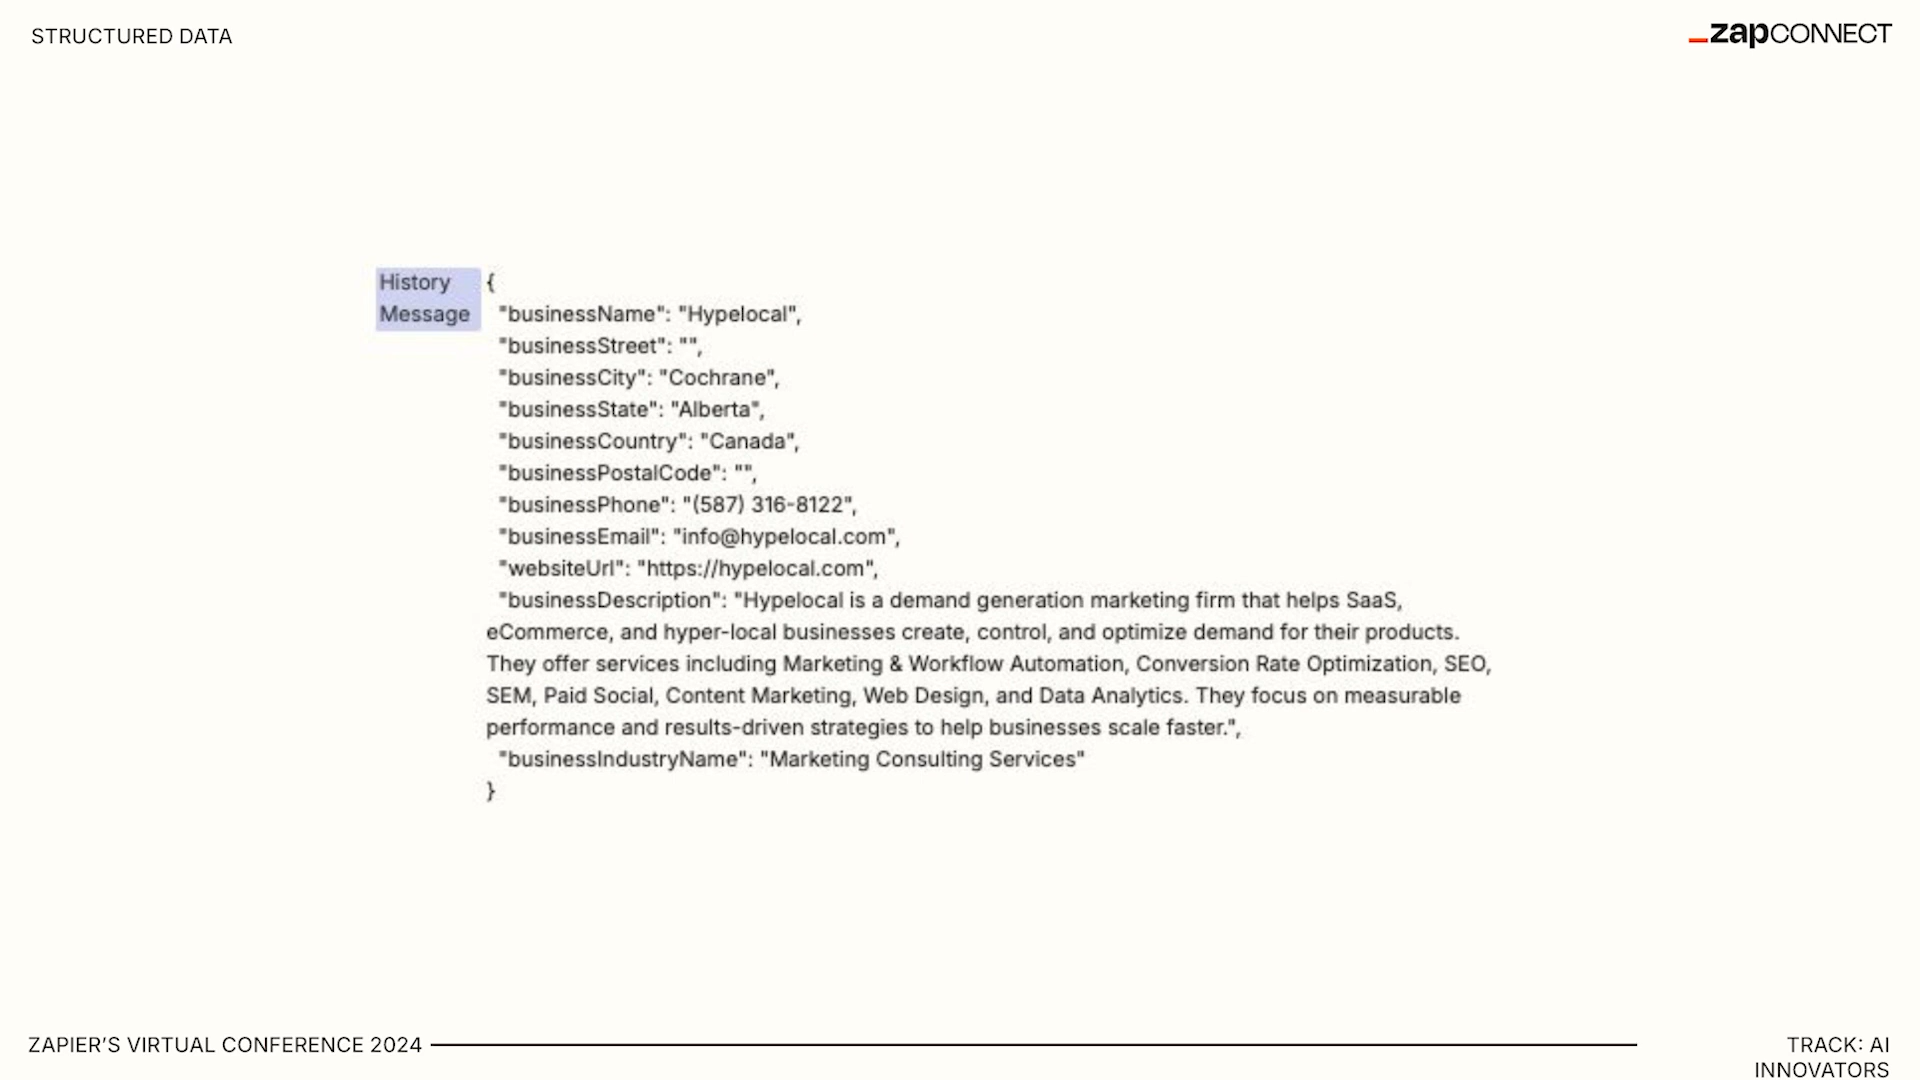 STRUCTURED DATA
_zapCONNECT
History
Message
{
"businessName": "Hypelocal",
"businessStreet": "",
"businessCity": "Cochrane",
"businessState": "Alberta",
"businessCountry": "Canada",
"businessPostalCode": "",
"businessPhone": "(587) 316-8122",
"businessEmail": "info@hypelocal.com",
"websiteUrl": "https://hypelocal.com",
"businessDescription": "Hypelocal is a demand generation marketing firm that helps SaaS,
eCommerce, and hyper-local businesses create, control, and optimize demand for their products.
They offer services including Marketing & Workflow Automation, Conversion Rate Optimization, SEO,
SEM, Paid Social, Content Marketing, Web Design, and Data Analytics. They focus on measurable
performance and results-driven strategies to help businesses scale faster.",
"businessIndustryName": "Marketing Consulting Services"
}
ZAPIER’S VIRTUAL CONFERENCE 2024
TRACK: AI
INNOVATORS